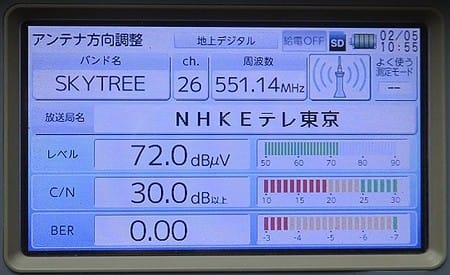 アンテナ方向調整 地上デジタル 給電OFF SD 02/05 10:55
バンド名 ch. 周波数 よく使う測定モード
SKYTREE 26 551.14MHz --
放送局名 NHKEテレ東京
レベル 72.0dBμV 50 60 70 80 90
C/N 30.0dB以上 10 15 20 25 30
BER 0.00 -3 -4 -5 -6 -7